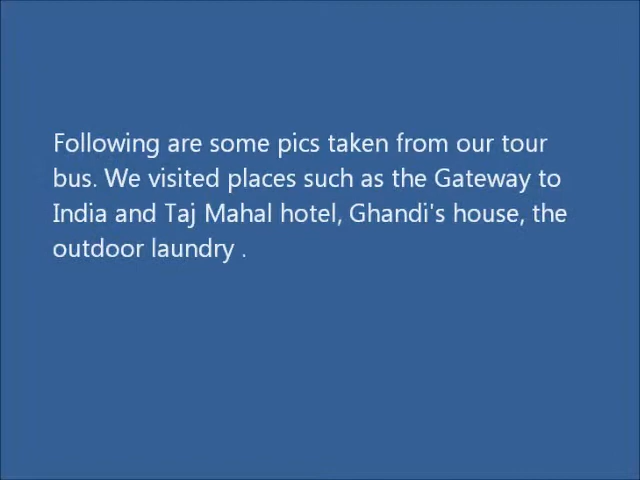 Following are some pics taken from our tour
bus. We visited places such as the Gateway to
India and Taj Mahal hotel, Ghandi's house, the
outdoor laundry .